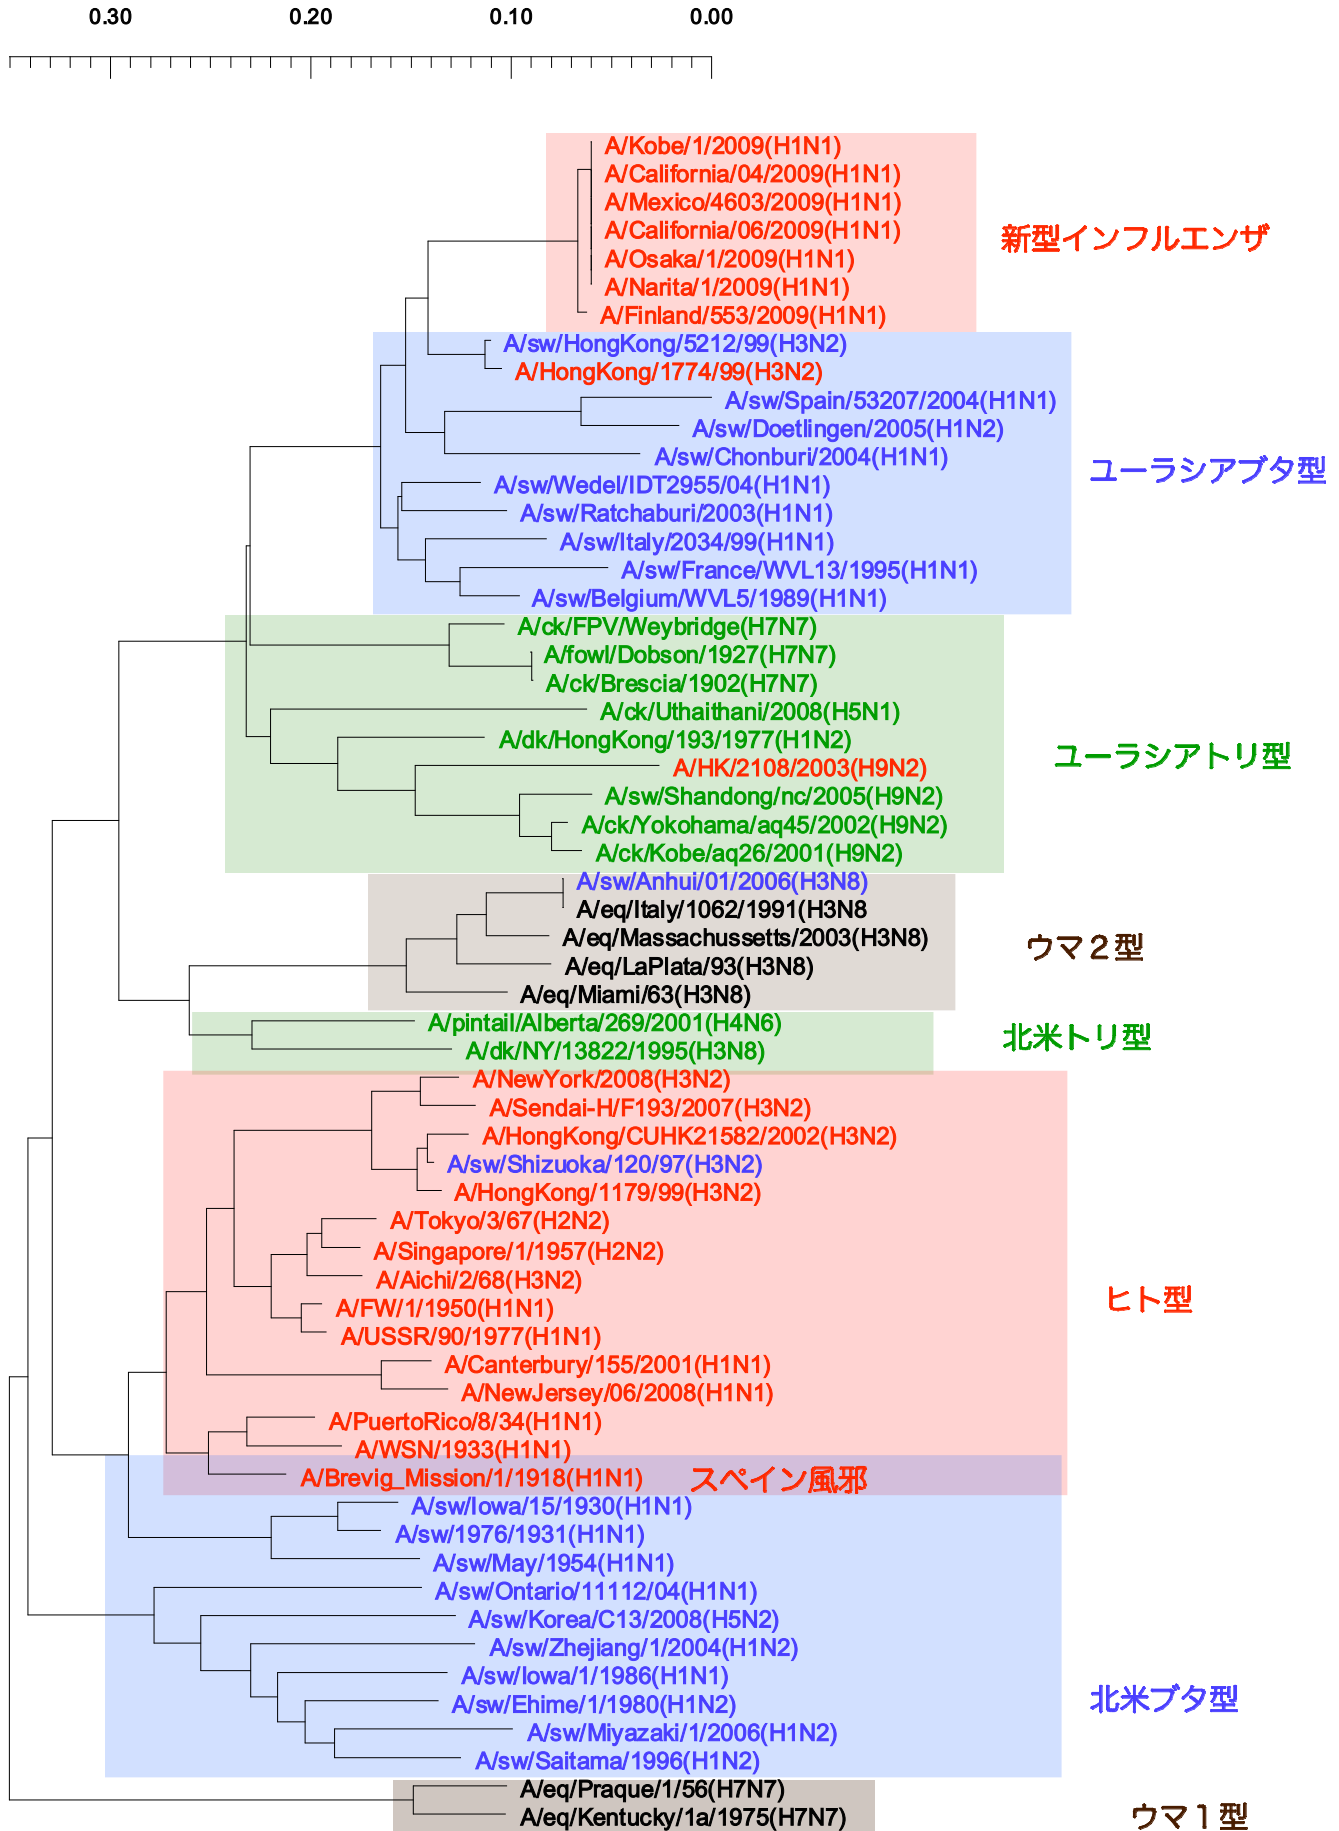 0.30 0.20 0.10 0.00
A/Kobe/1/2009(H1N1)
A/California/04/2009(H1N1)
A/Mexico/4603/2009(H1N1)
A/California/06/2009(H1N1)
新型インフルエンザ
A/Osaka/1/2009(H1N1)
A/Narita/1/2009(H1N1)
A/Finland/553/2009(H1N1)
A/sw/HongKong/5212/99(H3N2)
A/HongKong/1774/99(H3N2)
A/sw/Spain/53207/2004(H1N1)
A/sw/Doetlingen/2005(H1N2)
A/sw/Chonburi/2004(H1N1)
ユーラシアブタ型
A/sw/Wedel/IDT2955/04(H1N1)
A/sw/Ratchaburi/2003(H1N1)
A/sw/Italy/2034/99(H1N1)
A/sw/France/WVL13/1995(H1N1)
A/sw/Belgium/WVL5/1989(H1N1)
A/ck/FPV/Weybridge(H7N7)
A/fowl/Dobson/1927(H7N7)
A/ck/Brescia/1902(H7N7)
A/ck/Uthaithani/2008(H5N1)
A/dk/HongKong/193/1977(H1N2)
ユーラシアトリ型
A/HK/2108/2003(H9N2)
A/sw/Shandong/nc/2005(H9N2)
A/ck/Yokohama/aq45/2002(H9N2)
A/ck/Kobe/aq26/2001(H9N2)
A/sw/Anhui/01/2006(H3N8)
A/eq/Italy/1062/1991(H3N8
A/eq/Massachussetts/2003(H3N8)
ウマ２型
A/eq/LaPlata/93(H3N8)
A/eq/Miami/63(H3N8)
A/pintail/Alberta/269/2001(H4N6)
北米トリ型
A/dk/NY/13822/1995(H3N8)
A/NewYork/2008(H3N2)
A/Sendai-H/F193/2007(H3N2)
A/HongKong/CUHK21582/2002(H3N2)
A/sw/Shizuoka/120/97(H3N2)
A/HongKong/1179/99(H3N2)
A/Tokyo/3/67(H2N2)
A/Singapore/1/1957(H2N2)
A/Aichi/2/68(H3N2)
ヒト型
A/FW/1/1950(H1N1)
A/USSR/90/1977(H1N1)
A/Canterbury/155/2001(H1N1)
A/NewJersey/06/2008(H1N1)
A/PuertoRico/8/34(H1N1)
A/WSN/1933(H1N1)
A/Brevig_Mission/1/1918(H1N1) スペイン風邪
A/sw/Iowa/15/1930(H1N1)
A/sw/1976/1931(H1N1)
A/sw/May/1954(H1N1)
A/sw/Ontario/11112/04(H1N1)
A/sw/Korea/C13/2008(H5N2)
A/sw/Zhejiang/1/2004(H1N2)
A/sw/Iowa/1/1986(H1N1)
北米ブタ型
A/sw/Ehime/1/1980(H1N2)
A/sw/Miyazaki/1/2006(H1N2)
A/sw/Saitama/1996(H1N2)
A/eq/Praque/1/56(H7N7)
A/eq/Kentucky/1a/1975(H7N7)
ウマ１型